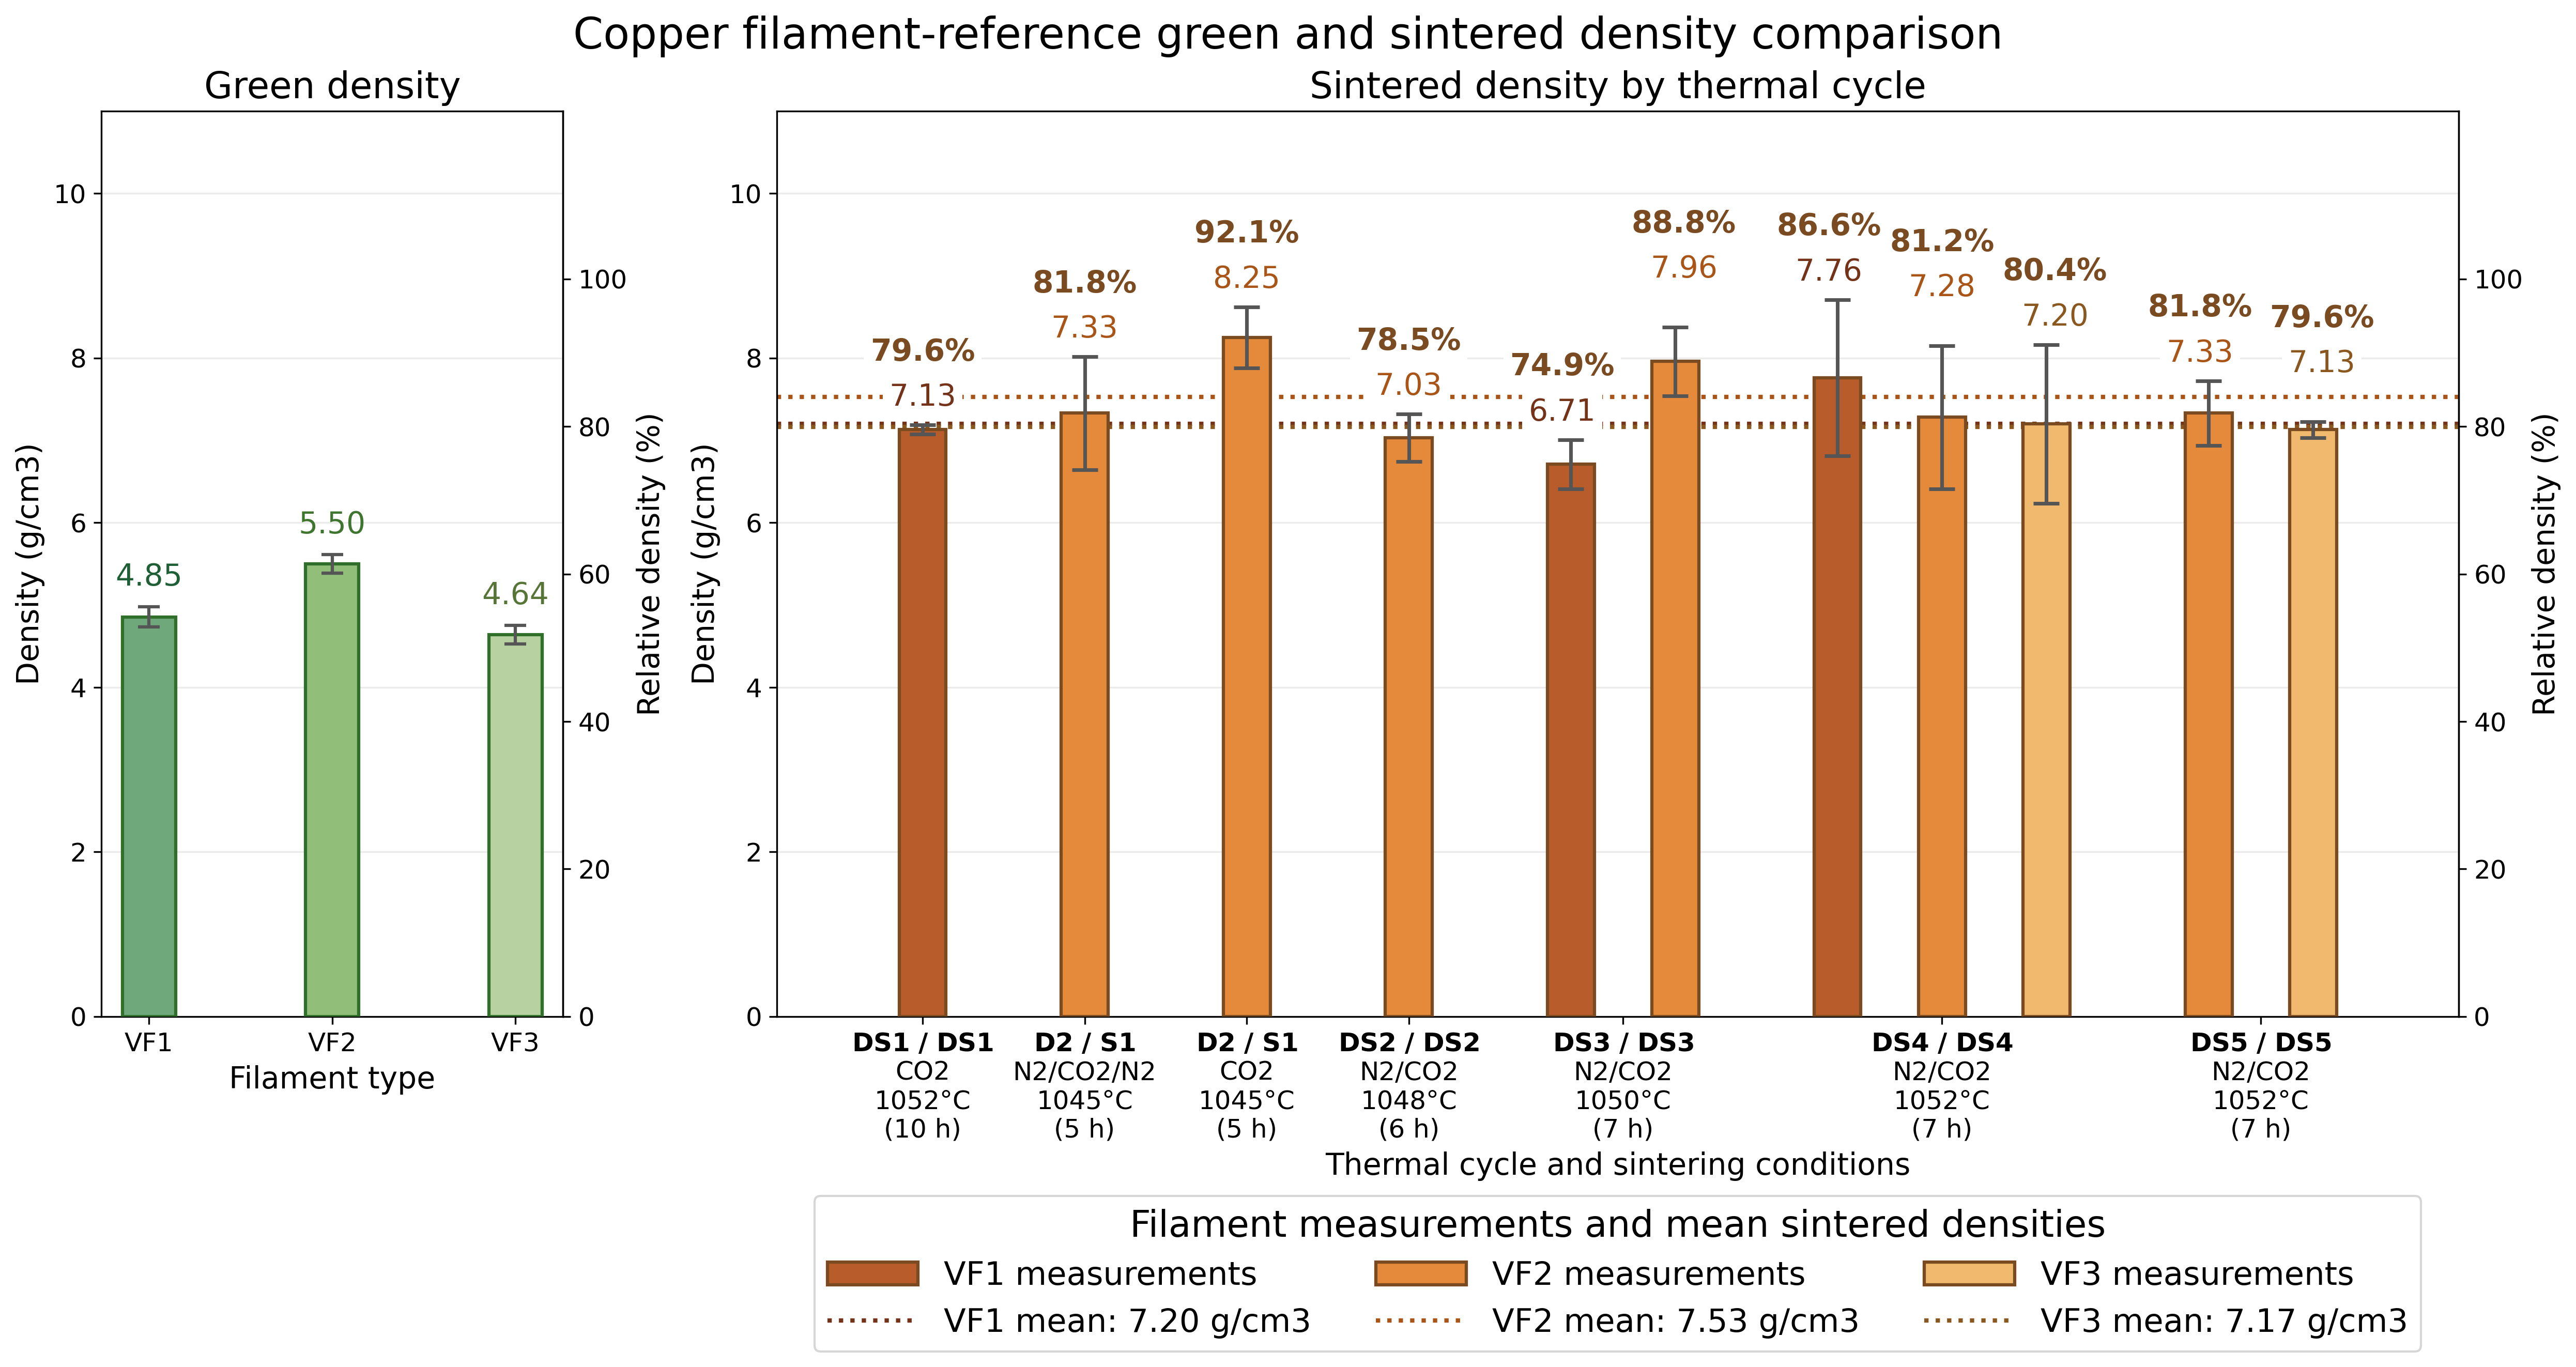 Copper filament-reference green and sintered density comparison
Green density
Density (g/cm3)
10
8
6
4
2
0
4.85
5.50
4.64
VF1
VF2
VF3
Filament type
100
80
60
40
20
0
Relative density (%)
Sintered density by thermal cycle
Density (g/cm3)
10
8
6
4
2
0
79.6%
7.13
81.8%
7.33
92.1%
8.25
78.5%
7.03
74.9%
6.71
88.8%
7.96
86.6%
7.76
81.2%
7.28
80.4%
7.20
81.8%
7.33
79.6%
7.13
100
80
60
40
20
0
Relative density (%)
DS1 / DS1
CO2
1052°C
(10 h)
D2 / S1
N2/CO2/N2
1045°C
(5 h)
D2 / S1
CO2
1045°C
(5 h)
DS2 / DS2
N2/CO2
1048°C
(6 h)
DS3 / DS3
N2/CO2
1050°C
(7 h)
DS4 / DS4
N2/CO2
1052°C
(7 h)
DS5 / DS5
N2/CO2
1052°C
(7 h)
Thermal cycle and sintering conditions
Filament measurements and mean sintered densities
VF1 measurements
VF2 measurements
VF3 measurements
VF1 mean: 7.20 g/cm3
VF2 mean: 7.53 g/cm3
VF3 mean: 7.17 g/cm3